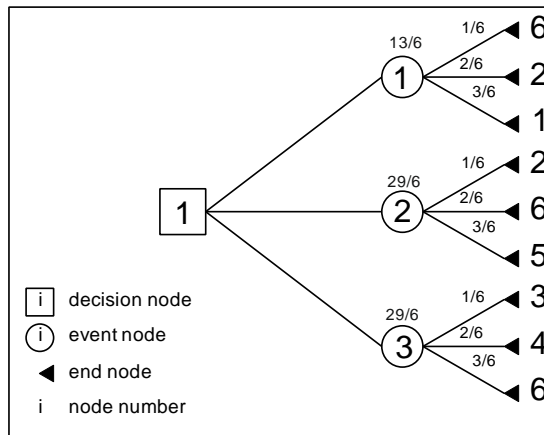 13/6
1/6 6
1 2/6 2
3/6 1
29/6
1/6 2
1 2 2/6 6
3/6 5
29/6
1/6 3
3 2/6 4
3/6 6
i decision node
i event node
end node
i node number